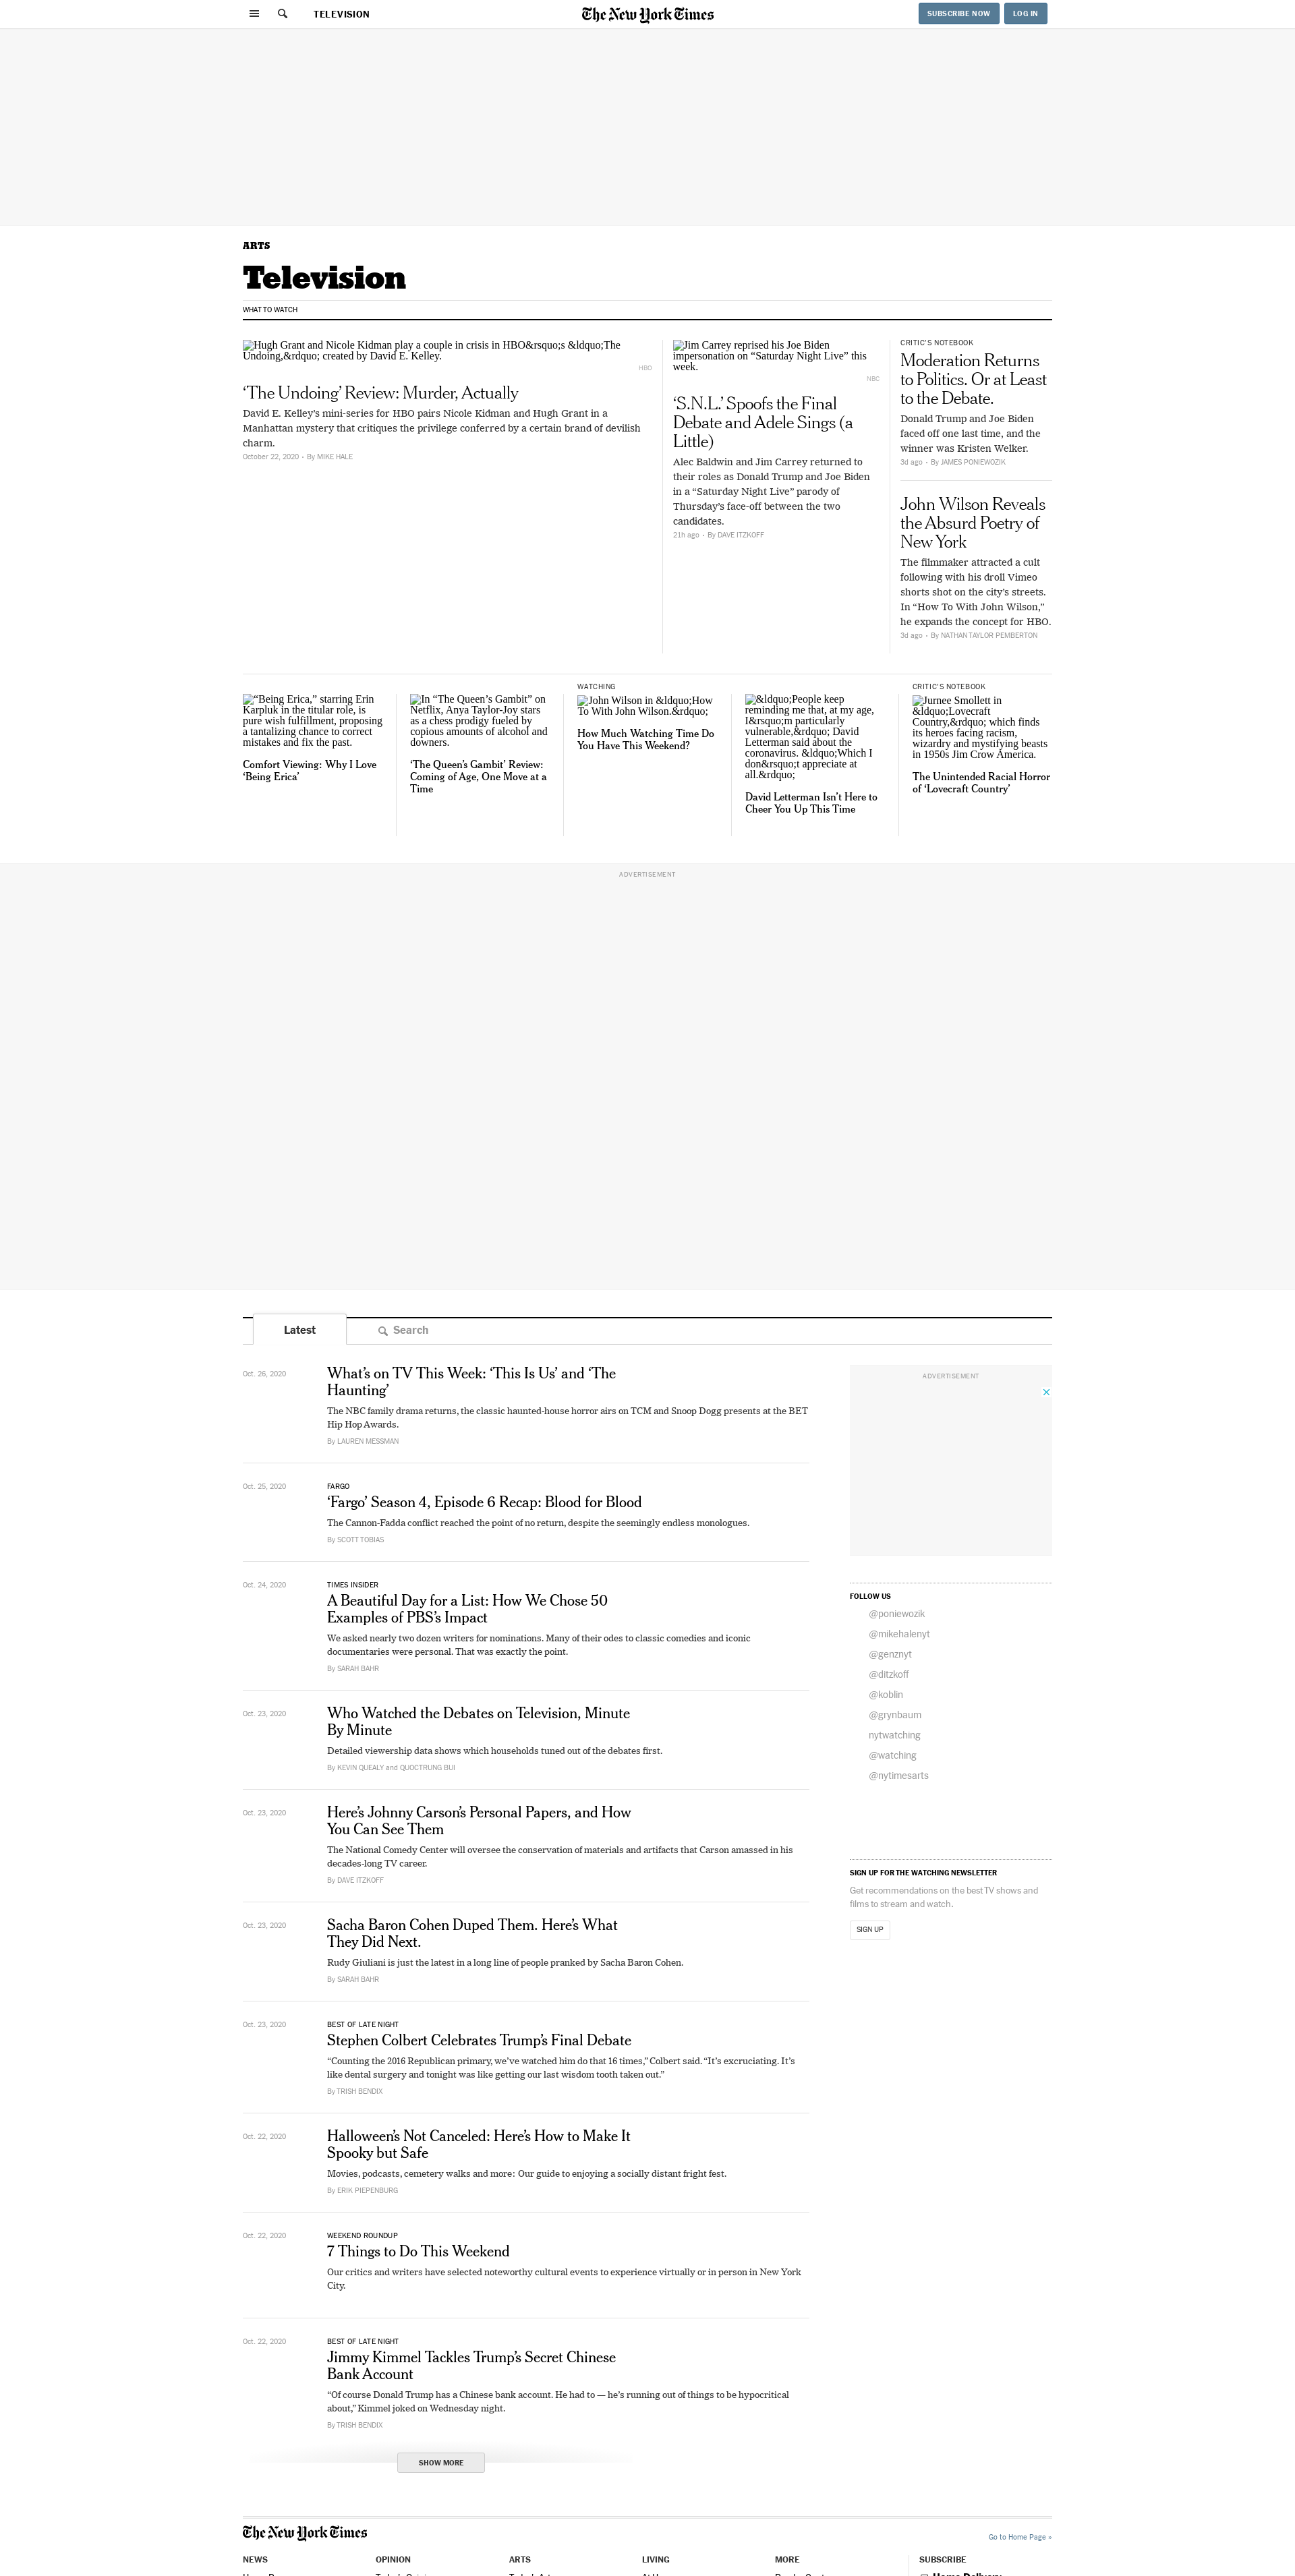 TELEVISION
The New York Times
SUBSCRIBE NOW
LOG IN
ARTS
Television
WHAT TO WATCH
Hugh Grant and Nicole Kidman play a couple in crisis in HBO&rsquo;s &ldquo;The
Undoing,&rdquo; created by David E. Kelley.
HBO
‘The Undoing’ Review: Murder, Actually
David E. Kelley’s mini-series for HBO pairs Nicole Kidman and Hugh Grant in a
Manhattan mystery that critiques the privilege conferred by a certain brand of devilish
charm.
October 22, 2020 • By MIKE HALE
Jim Carrey reprised his Joe Biden
impersonation on “Saturday Night Live” this
week.
NBC
‘S.N.L.’ Spoofs the Final
Debate and Adele Sings (a
Little)
Alec Baldwin and Jim Carrey returned to
their roles as Donald Trump and Joe Biden
in a “Saturday Night Live” parody of
Thursday’s face-off between the two
candidates.
21h ago • By DAVE ITZKOFF
CRITIC’S NOTEBOOK
Moderation Returns
to Politics. Or at Least
to the Debate.
Donald Trump and Joe Biden
faced off one last time, and the
winner was Kristen Welker.
3d ago • By JAMES PONIEWOZIK
John Wilson Reveals
the Absurd Poetry of
New York
The filmmaker attracted a cult
following with his droll Vimeo
shorts shot on the city’s streets.
In “How To With John Wilson,”
he expands the concept for HBO.
3d ago • By NATHAN TAYLOR PEMBERTON
“Being Erica,” starring Erin
Karpluk in the titular role, is
pure wish fulfillment, proposing
a tantalizing chance to correct
mistakes and fix the past.
Comfort Viewing: Why I Love
‘Being Erica’
In “The Queen’s Gambit” on
Netflix, Anya Taylor-Joy stars
as a chess prodigy fueled by
copious amounts of alcohol and
downers.
‘The Queen’s Gambit’ Review:
Coming of Age, One Move at a
Time
WATCHING
John Wilson in &ldquo;How
To With John Wilson.&rdquo;
How Much Watching Time Do
You Have This Weekend?
&ldquo;People keep
reminding me that, at my age,
I&rsquo;m particularly
vulnerable,&rdquo; David
Letterman said about the
coronavirus. &ldquo;Which I
don&rsquo;t appreciate at
all.&rdquo;
David Letterman Isn’t Here to
Cheer You Up This Time
CRITIC’S NOTEBOOK
Jurnee Smollett in
&ldquo;Lovecraft
Country,&rdquo; which finds
its heroes facing racism,
wizardry and mystifying beasts
in 1950s Jim Crow America.
The Unintended Racial Horror
of ‘Lovecraft Country’
ADVERTISEMENT
Latest
Search
Oct. 26, 2020
What’s on TV This Week: ‘This Is Us’ and ‘The
Haunting’
The NBC family drama returns, the classic haunted-house horror airs on TCM and Snoop Dogg presents at the BET
Hip Hop Awards.
By LAUREN MESSMAN
Oct. 25, 2020
FARGO
‘Fargo’ Season 4, Episode 6 Recap: Blood for Blood
The Cannon-Fadda conflict reached the point of no return, despite the seemingly endless monologues.
By SCOTT TOBIAS
Oct. 24, 2020
TIMES INSIDER
A Beautiful Day for a List: How We Chose 50
Examples of PBS’s Impact
We asked nearly two dozen writers for nominations. Many of their odes to classic comedies and iconic
documentaries were personal. That was exactly the point.
By SARAH BAHR
Oct. 23, 2020
Who Watched the Debates on Television, Minute
By Minute
Detailed viewership data shows which households tuned out of the debates first.
By KEVIN QUEALY and QUOCTRUNG BUI
Oct. 23, 2020
Here’s Johnny Carson’s Personal Papers, and How
You Can See Them
The National Comedy Center will oversee the conservation of materials and artifacts that Carson amassed in his
decades-long TV career.
By DAVE ITZKOFF
Oct. 23, 2020
Sacha Baron Cohen Duped Them. Here’s What
They Did Next.
Rudy Giuliani is just the latest in a long line of people pranked by Sacha Baron Cohen.
By SARAH BAHR
Oct. 23, 2020
BEST OF LATE NIGHT
Stephen Colbert Celebrates Trump’s Final Debate
“Counting the 2016 Republican primary, we’ve watched him do that 16 times,” Colbert said. “It’s excruciating. It’s
like dental surgery and tonight was like getting our last wisdom tooth taken out.”
By TRISH BENDIX
Oct. 22, 2020
Halloween’s Not Canceled: Here’s How to Make It
Spooky but Safe
Movies, podcasts, cemetery walks and more: Our guide to enjoying a socially distant fright fest.
By ERIK PIEPENBURG
Oct. 22, 2020
WEEKEND ROUNDUP
7 Things to Do This Weekend
Our critics and writers have selected noteworthy cultural events to experience virtually or in person in New York
City.
Oct. 22, 2020
BEST OF LATE NIGHT
Jimmy Kimmel Tackles Trump’s Secret Chinese
Bank Account
“Of course Donald Trump has a Chinese bank account. He had to — he’s running out of things to be hypocritical
about,” Kimmel joked on Wednesday night.
By TRISH BENDIX
SHOW MORE
ADVERTISEMENT
FOLLOW US
@poniewozik
@mikehalenyt
@genznyt
@ditzkoff
@koblin
@grynbaum
nytwatching
@watching
@nytimesarts
SIGN UP FOR THE WATCHING NEWSLETTER
Get recommendations on the best TV shows and
films to stream and watch.
SIGN UP
The New York Times
Go to Home Page »
NEWS
OPINION
ARTS
LIVING
MORE
SUBSCRIBE